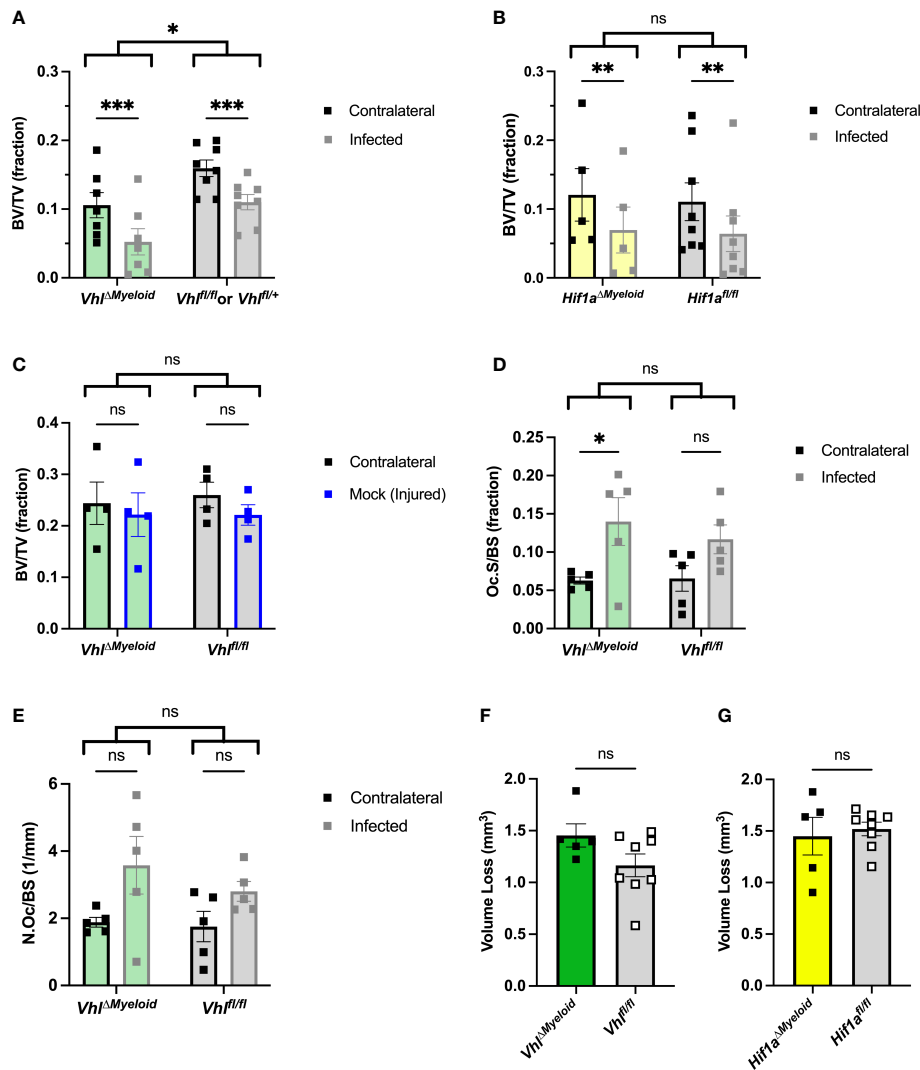 A
*
*** ***
BV/TV (fraction)
0.3
0.2
0.1
0.0
Vhl^ΔMyeloid Vhl^fl/fl or Vhl^fl/+
Contralateral
Infected
B
ns
** **
BV/TV (fraction)
0.3
0.2
0.1
0.0
Hif1a^ΔMyeloid Hif1a^fl/fl
Contralateral
Infected
C
ns
ns ns
BV/TV (fraction)
0.4
0.3
0.2
0.1
0.0
Vhl^ΔMyeloid Vhl^fl/fl
Contralateral
Mock (Injured)
D
ns
* ns
Oc.S/BS (fraction)
0.25
0.20
0.15
0.10
0.05
0.00
Vhl^ΔMyeloid Vhl^fl/fl
Contralateral
Infected
E
ns
ns ns
N.Oc/BS (1/mm)
6
4
2
0
Vhl^ΔMyeloid Vhl^fl/fl
Contralateral
Infected
F
ns
Volume Loss (mm³)
2.0
1.5
1.0
0.5
0.0
Vhl^ΔMyeloid Vhl^fl/fl
G
ns
Volume Loss (mm³)
2.0
1.5
1.0
0.5
0.0
Hif1a^ΔMyeloid Hif1a^fl/fl